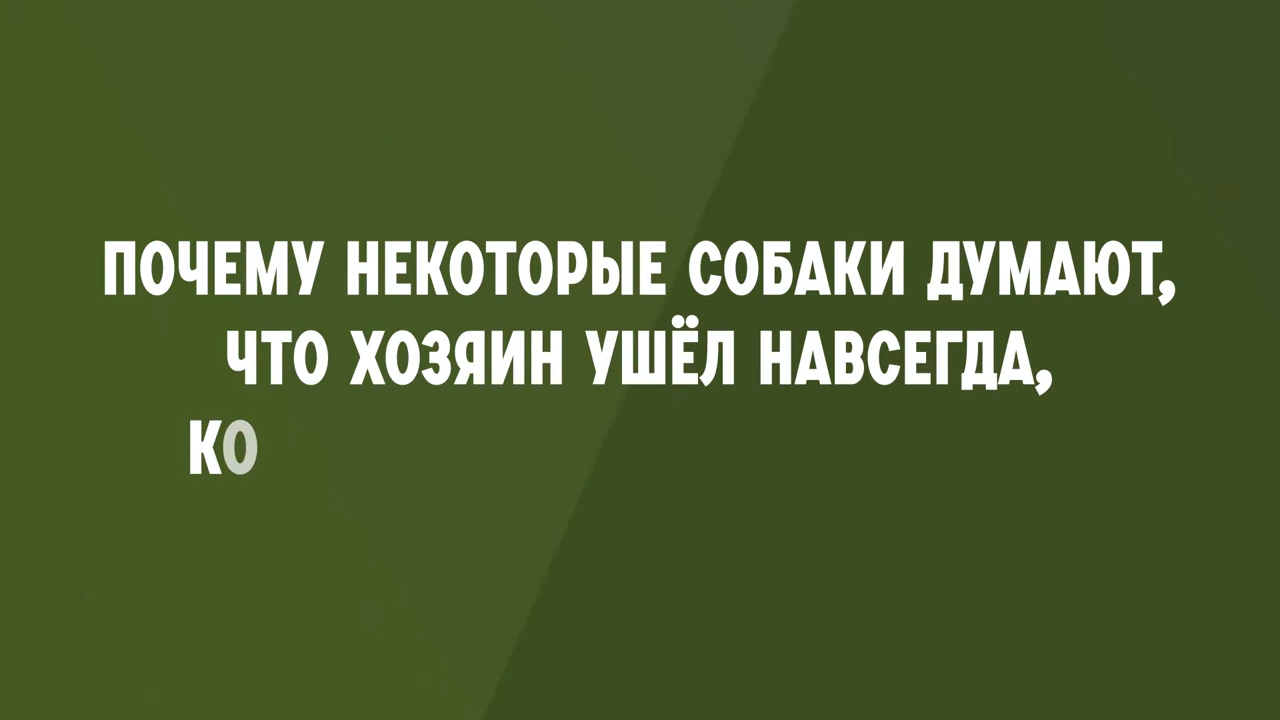 ПОЧЕМУ НЕКОТОРЫЕ СОБАКИ ДУМАЮТ,
ЧТО ХОЗЯИН УШЁЛ НАВСЕГДА,
КО